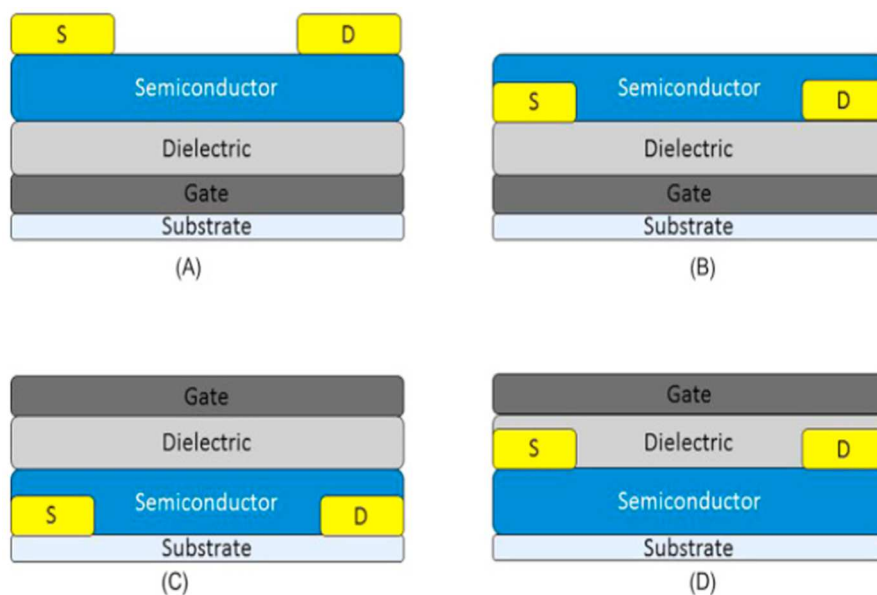 S D
Semiconductor
Dielectric
Gate
Substrate
(A)
Semiconductor
S D
Dielectric
Gate
Substrate
(B)
Gate
Dielectric
Semiconductor
S D
Substrate
(C)
Gate
Dielectric
S D
Semiconductor
Substrate
(D)